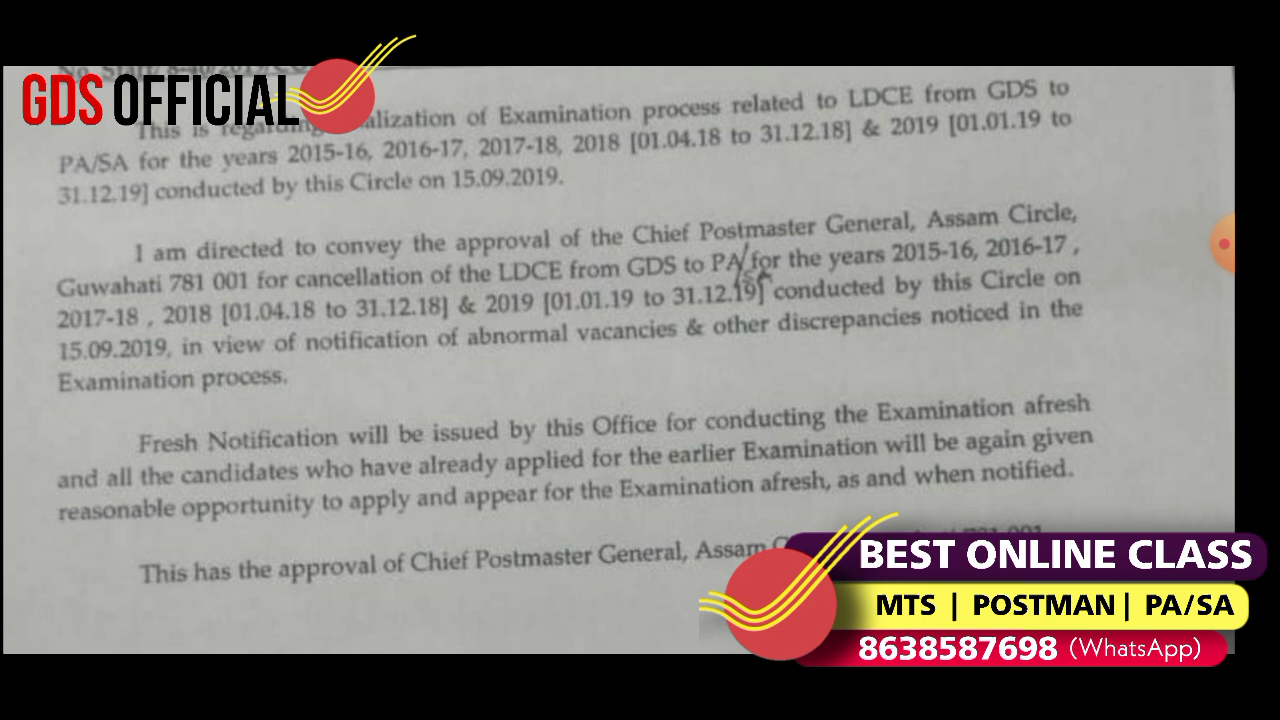 GDS OFFICIAL
This is regarding alization of Examination process related to LDCE from GDS to
PA/SA for the years 2015-16, 2016-17, 2017-18, 2018 [01.04.18 to 31.12.18] & 2019 [01.01.19 to
31.12.19] conducted by this Circle on 15.09.2019.
I am directed to convey the approval of the Chief Postmaster General, Assam Circle,
Guwahati 781 001 for cancellation of the LDCE from GDS to PA/SA for the years 2015-16, 2016-17 ,
2017-18 , 2018 [01.04.18 to 31.12.18] & 2019 [01.01.19 to 31.12.19] conducted by this Circle on
15.09.2019, in view of notification of abnormal vacancies & other discrepancies noticed in the
Examination process.
Fresh Notification will be issued by this Office for conducting the Examination afresh
and all the candidates who have already applied for the earlier Examination will be again given
reasonable opportunity to apply and appear for the Examination afresh, as and when notified.
This has the approval of Chief Postmaster General, Assam
BEST ONLINE CLASS
MTS | POSTMAN | PA/SA
8638587698 (WhatsApp)